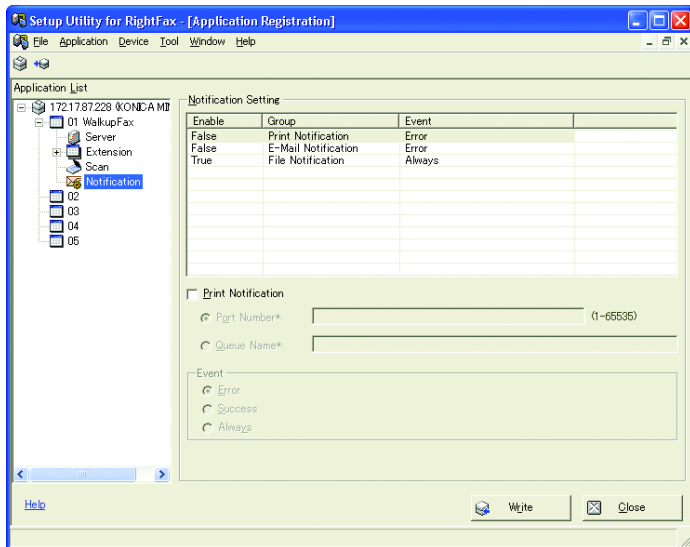 Setup Utility for RightFax - [Application Registration]
File Application Device Tool Window Help
Application List
172.17.87.228 (KONICA MI
01 WalkupFax
Server
Extension
Scan
Notification
02
03
04
05
Notification Setting
Enable Group Event
False Print Notification Error
False E-Mail Notification Error
True File Notification Always
Print Notification
Port Number*: (1-65535)
Queue Name*:
Event
Error
Success
Always
Help
Write Close